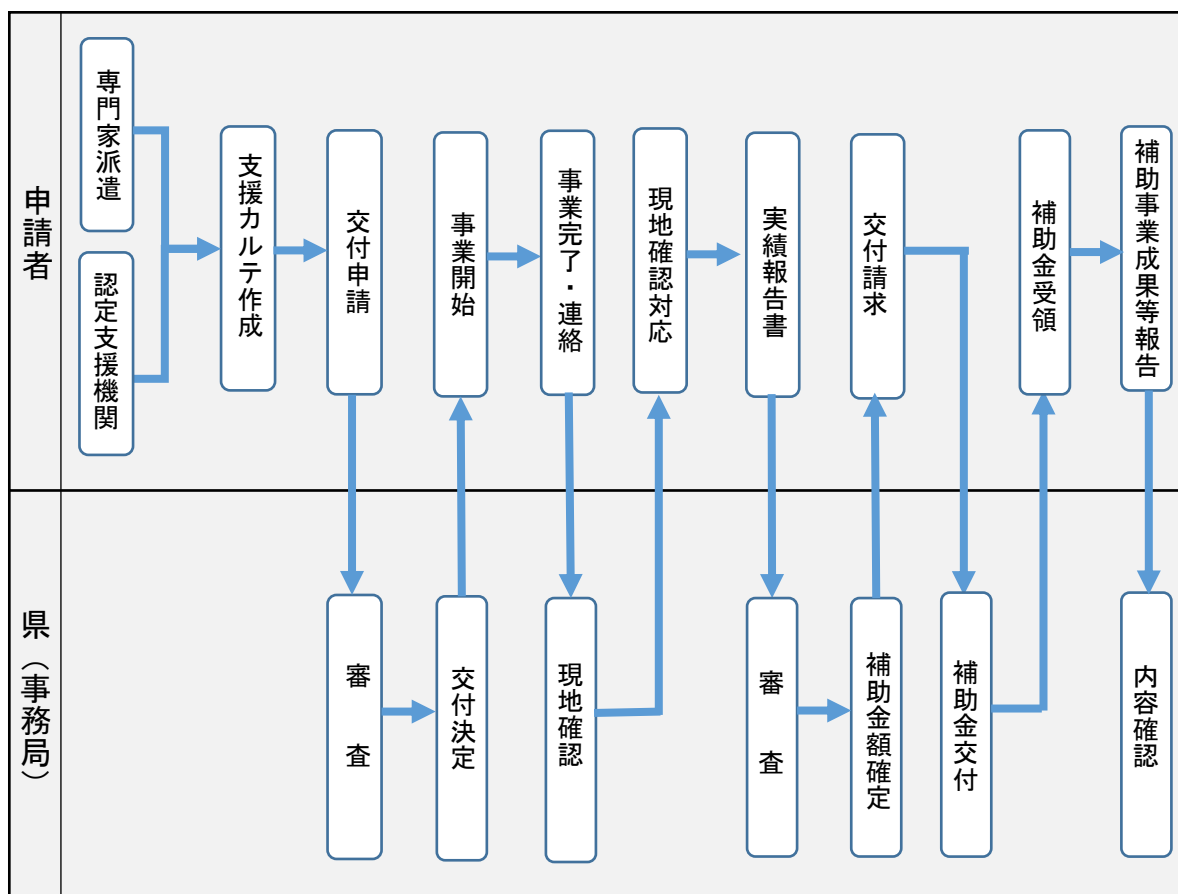 申請者
専門家派遣
認定支援機関
支援カルテ作成
交付申請
事業開始
事業完了・連絡
現地確認対応
実績報告書
交付請求
補助金受領
補助事業成果等報告
県（事務局）
審査
交付決定
現地確認
審査
補助金額確定
補助金交付
内容確認